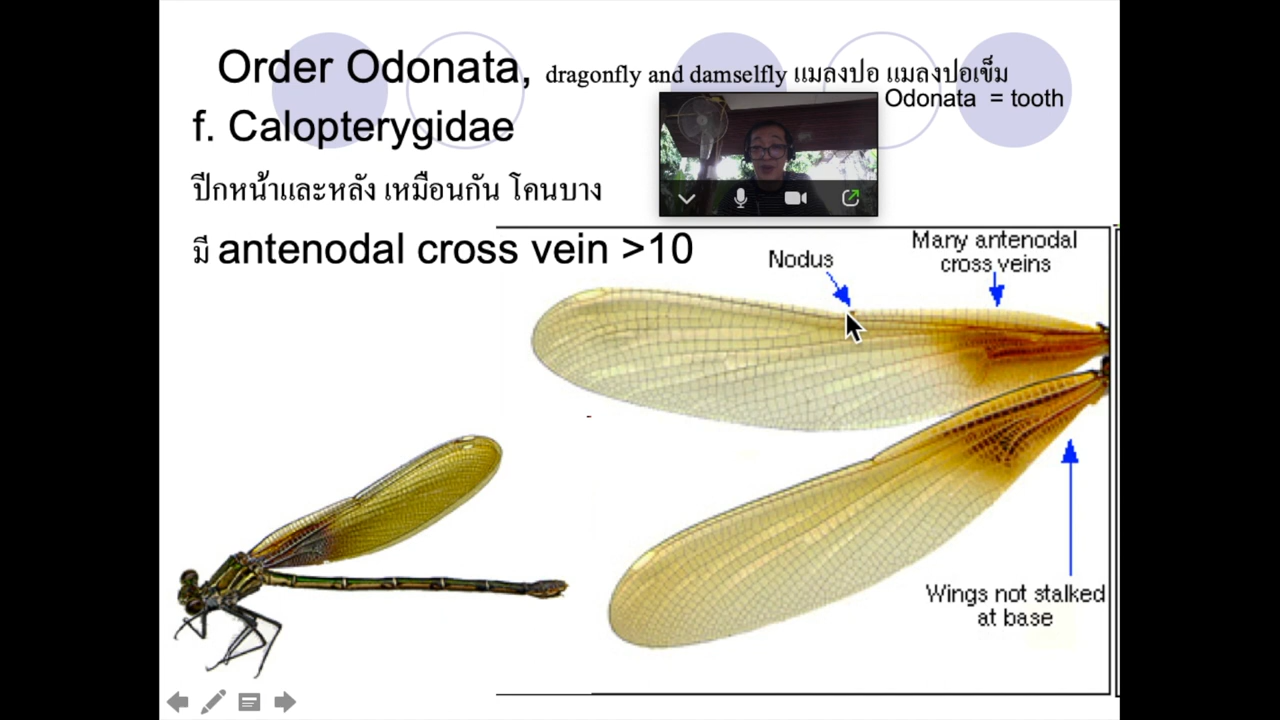 Order Odonata, dragonfly and damselfly แมลงปอ แมลงปอเข็ม
Odonata = tooth
f. Calopterygidae
ปีกหน้าและหลัง เหมือนกัน โคนบาง
มี antenodal cross vein >10
Nodus
Many antenodal
cross veins
Wings not stalked
at base